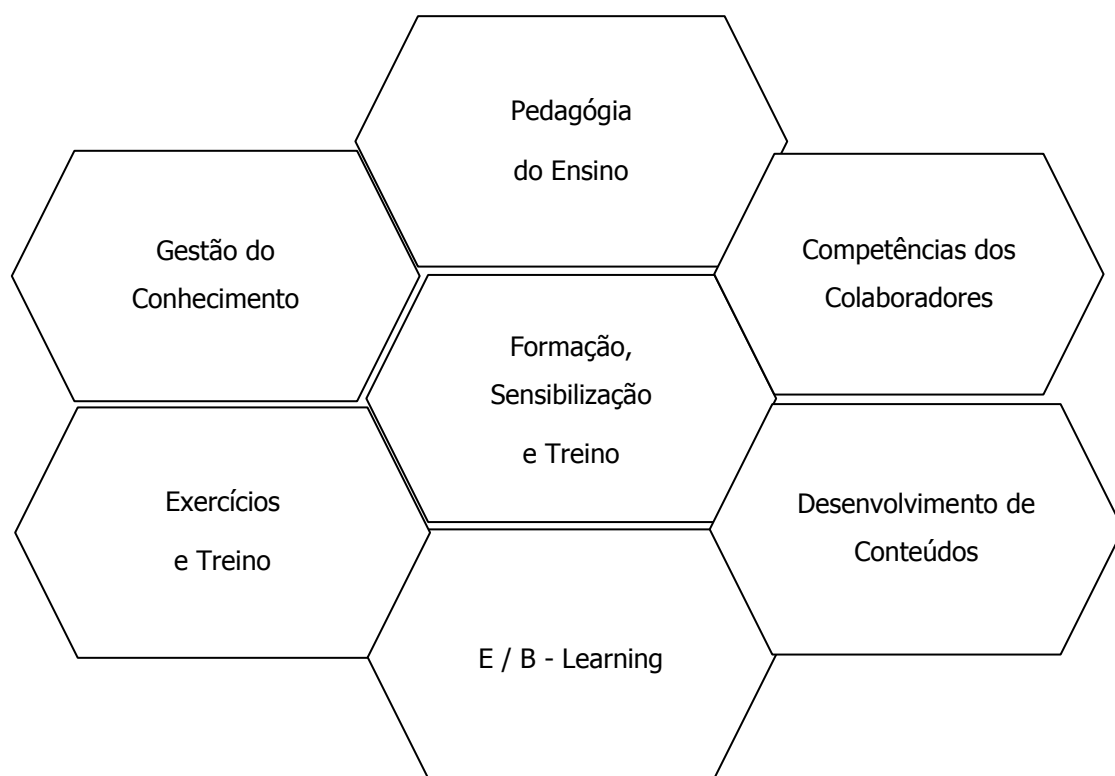 Pedagógia
do Ensino
Gestão do
Conhecimento
Competências dos
Colaboradores
Formação,
Sensibilização
e Treino
Exercícios
e Treino
Desenvolvimento de
Conteúdos
E / B - Learning